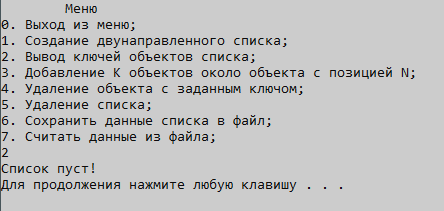 Меню
0. Выход из меню;
1. Создание двунаправленного списка;
2. Вывод ключей объектов списка;
3. Добавление K объектов около объекта с позицией N;
4. Удаление объекта с заданным ключом;
5. Удаление списка;
6. Сохранить данные списка в файл;
7. Считать данные из файла;
2
Список пуст!
Для продолжения нажмите любую клавишу . . .